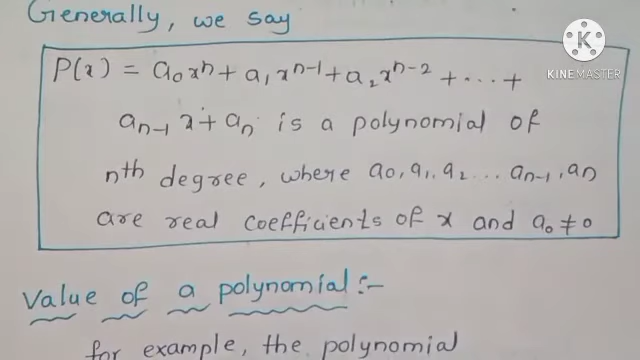 Generally, we say
P(x) = a₀xⁿ + a₁xⁿ⁻¹ + a₂xⁿ⁻² + ... +
aₙ₋₁ x + aₙ is a polynomial of
nth degree, where a₀, a₁, a₂ ... aₙ₋₁, aₙ
are real coefficients of x and a₀ ≠ 0
Value of a polynomial :-
for example, the polynomial
KINEMASTER